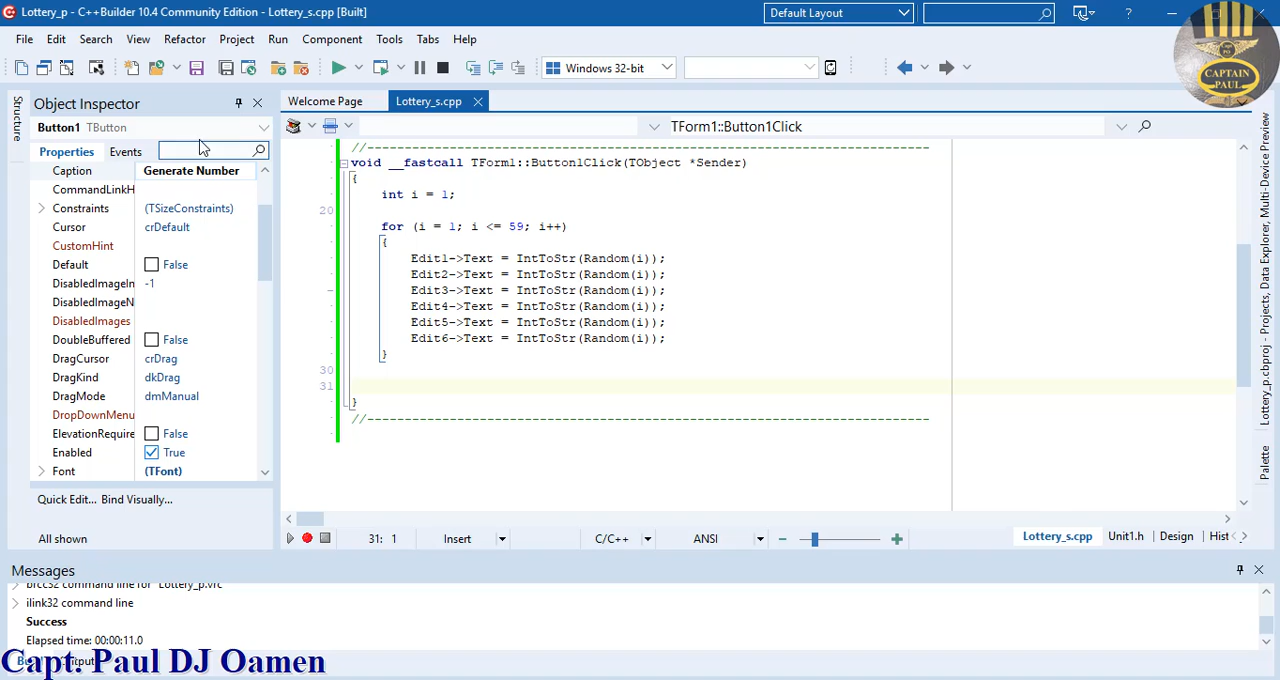 Lottery_p - C++Builder 10.4 Community Edition - Lottery_s.cpp [Built]
Default Layout
?
File Edit Search View Refactor Project Run Component Tools Tabs Help
Windows 32-bit
CAPTAIN
PAUL
Structure
Object Inspector
Button1 TButton
Properties Events
Caption Generate Number
CommandLinkH
Constraints (TSizeConstraints)
Cursor crDefault
CustomHint
Default False
DisabledImageIn -1
DisabledImageN
DisabledImages
DoubleBuffered False
DragCursor crDrag
DragKind dkDrag
DragMode dmManual
DropDownMenu
ElevationRequire False
Enabled True
Font (TFont)
Quick Edit... Bind Visually...
All shown
Welcome Page Lottery_s.cpp
TForm1::Button1Click
//---------------------------------------------------------------------------
void __fastcall TForm1::Button1Click(TObject *Sender)
{
int i = 1;
20
for (i = 1; i <= 59; i++)
{
Edit1->Text = IntToStr(Random(i));
Edit2->Text = IntToStr(Random(i));
Edit3->Text = IntToStr(Random(i));
Edit4->Text = IntToStr(Random(i));
Edit5->Text = IntToStr(Random(i));
Edit6->Text = IntToStr(Random(i));
}
30
31
}
//---------------------------------------------------------------------------
31: 1 Insert C/C++ ANSI
Lottery_s.cpp Unit1.h Design Hist
Lottery_p.cbproj - Projects, Data Explorer, Multi-Device Preview
Palette
Messages
brcc32 command line for "Lottery_p.vrc"
ilink32 command line
Success
Elapsed time: 00:00:11.0
Capt. Paul DJ Oamen